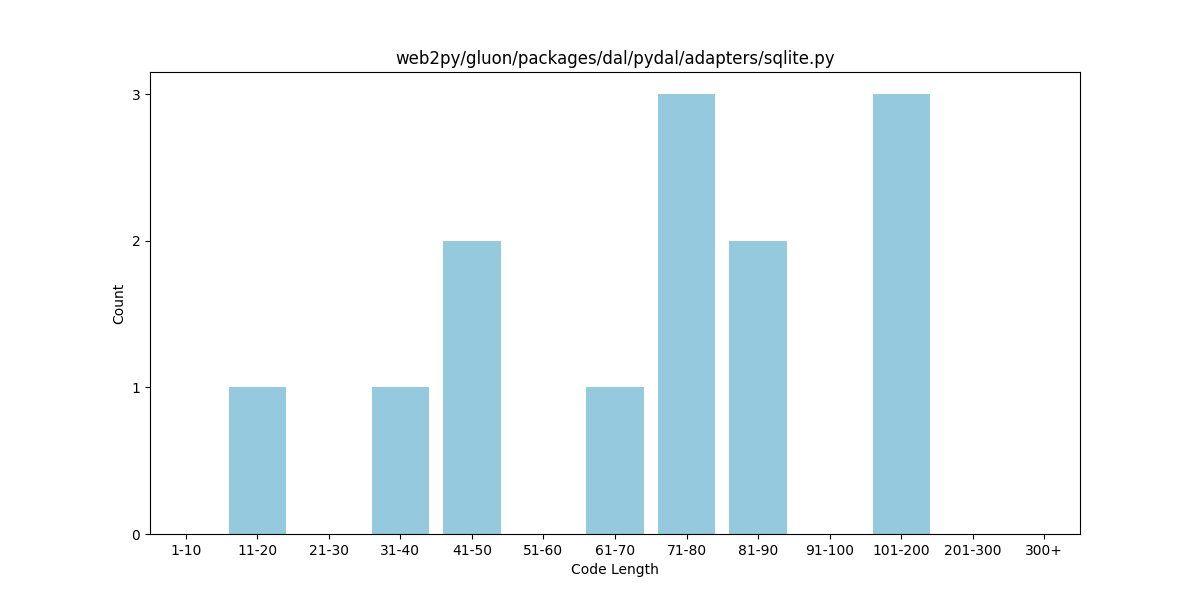 web2py/gluon/packages/dal/pydal/adapters/sqlite.py
Count
3
2
1
0
1-10 11-20 21-30 31-40 41-50 51-60 61-70 71-80 81-90 91-100 101-200 201-300 300+
Code Length